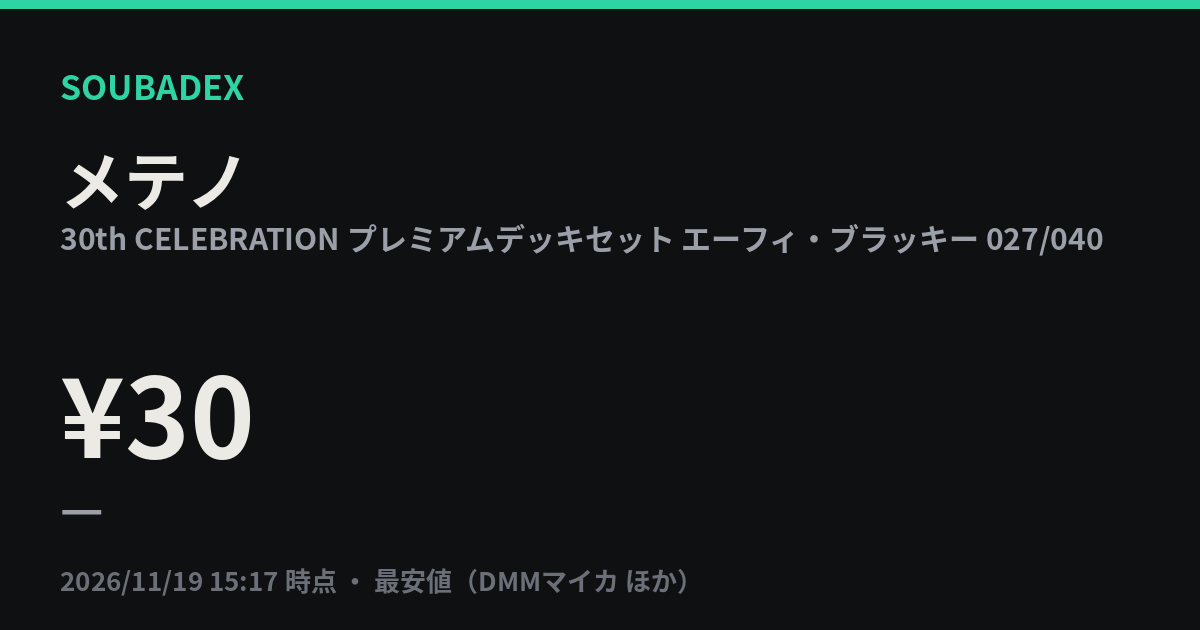 SOUBADEX
メテノ
30th CELEBRATION プレミアムデッキセット エーフィ・ブラッキー 027/040
¥30
—
2026/11/19 15:17 時点 ・ 最安値（DMMマイカ ほか）